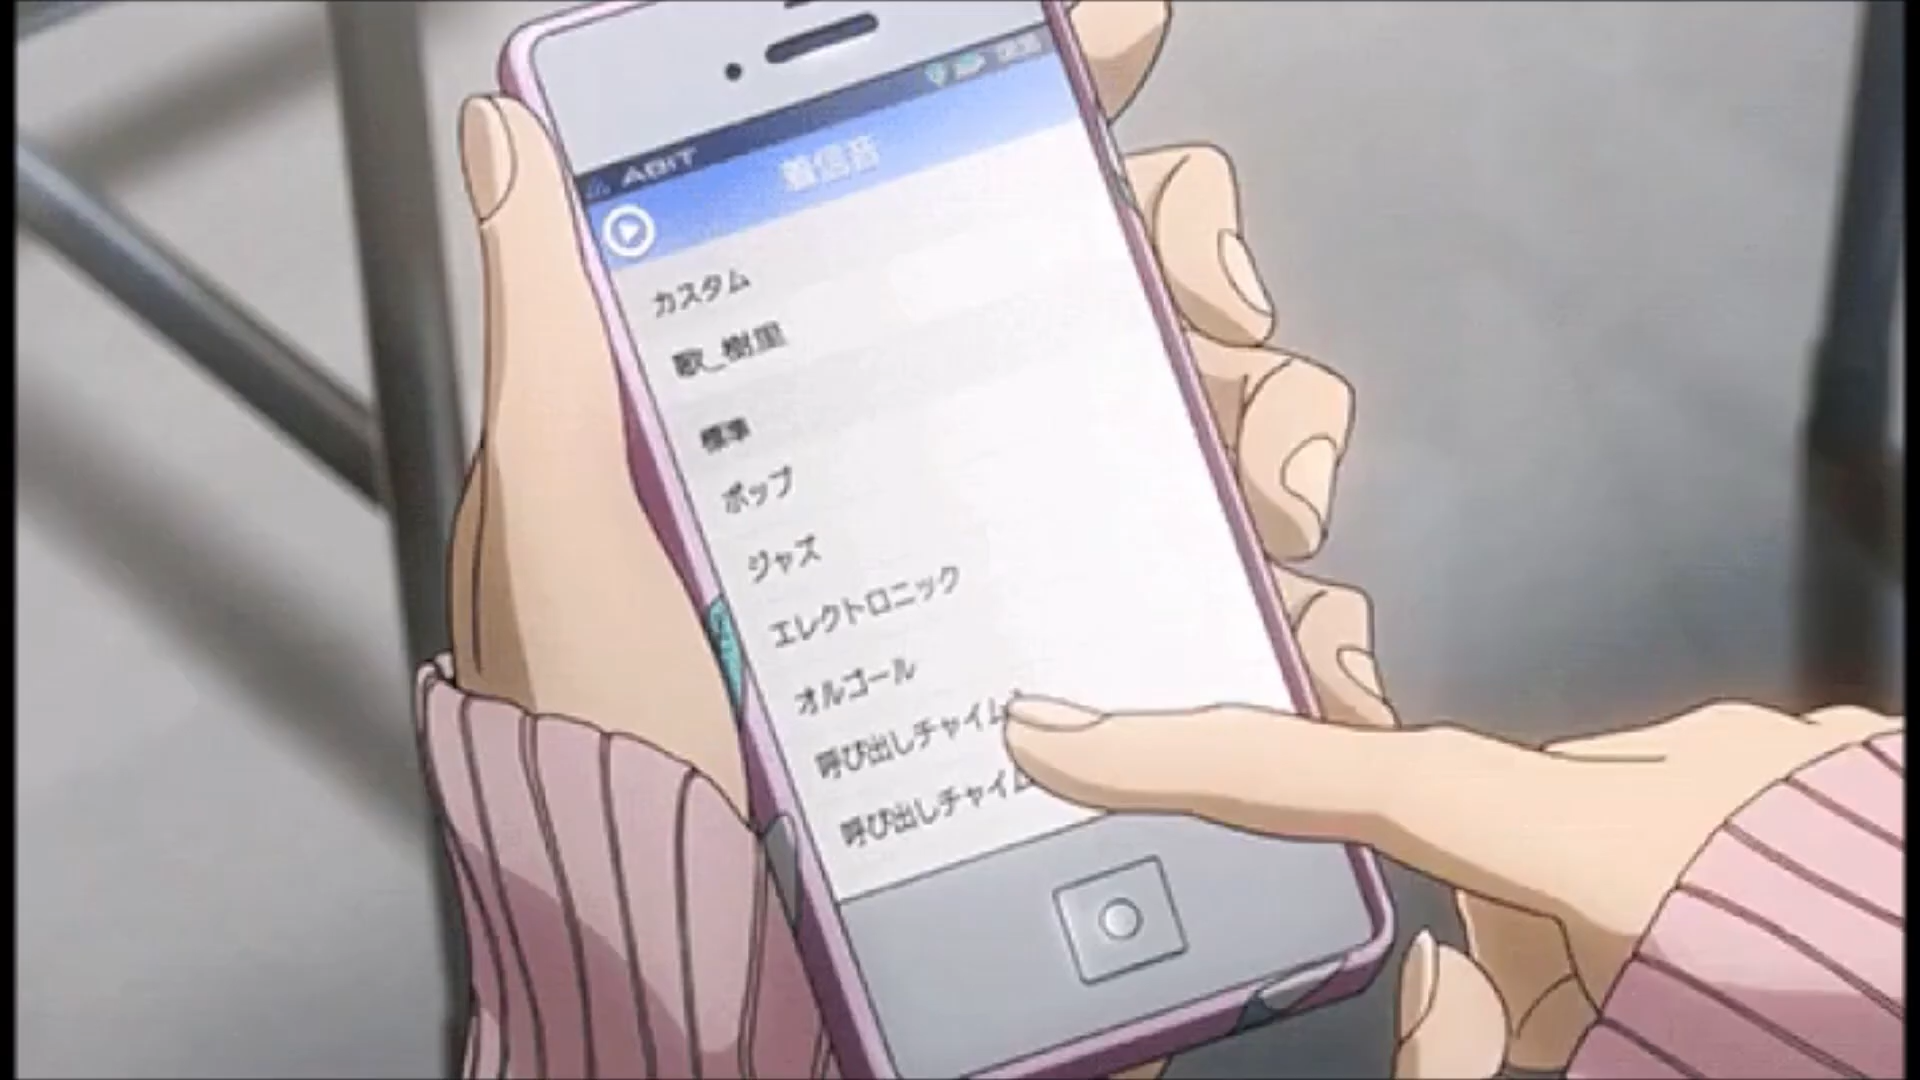 ABIT
着信音
カスタム
歌_樹里
標準
ポップ
ジャズ
エレクトロニック
オルゴール
呼び出しチャイム
呼び出しチャイム